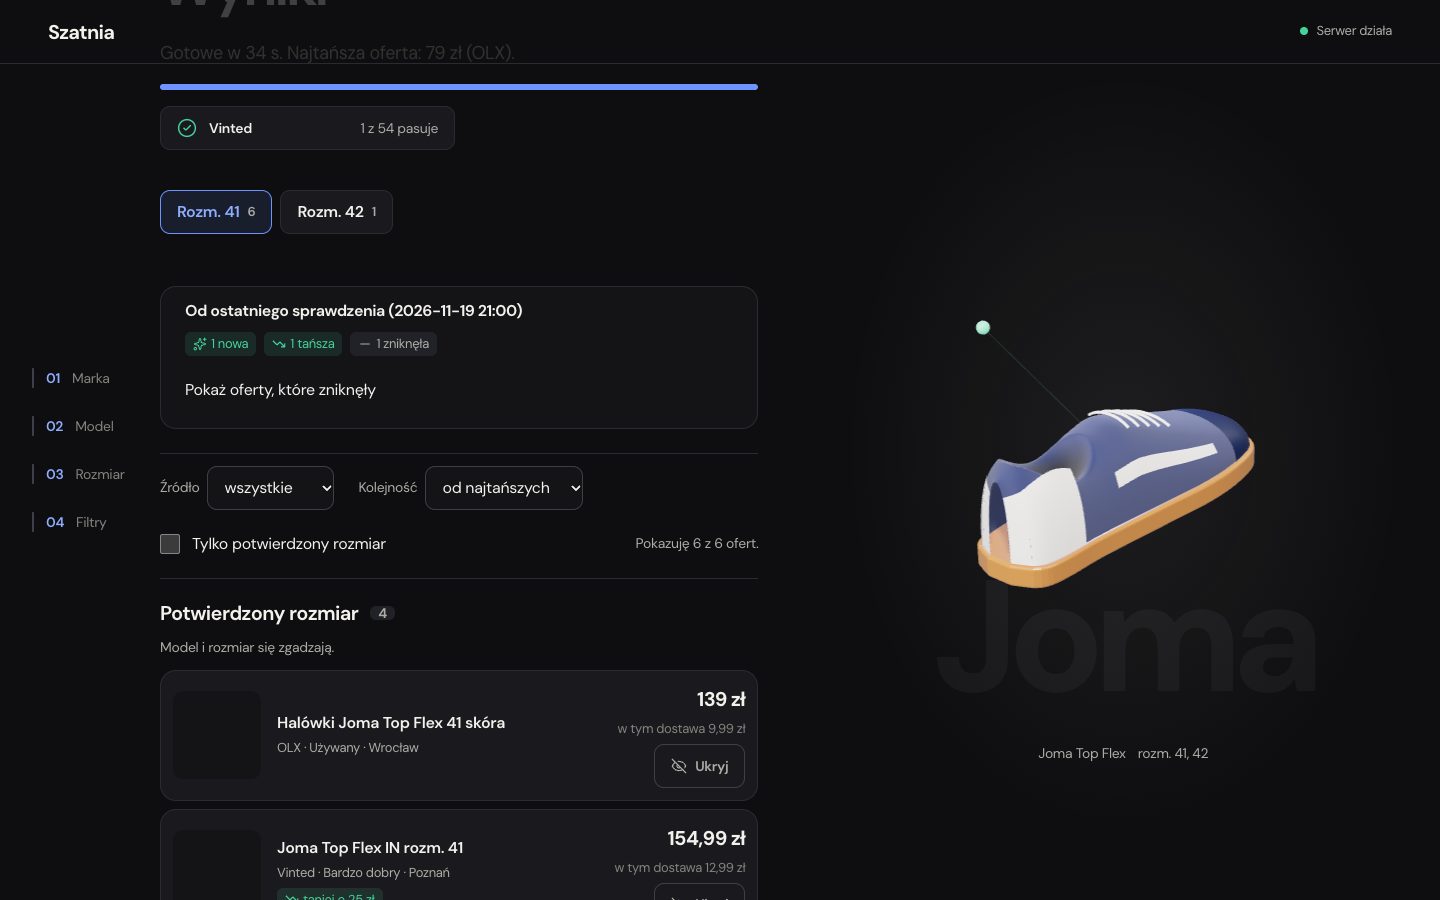 Wyniki
Szatnia
Serwer działa
Gotowe w 34 s. Najtańsza oferta: 79 zł (OLX).
Vinted 1 z 54 pasuje
Rozm. 41 6 Rozm. 42 1
Od ostatniego sprawdzenia (2026-11-19 21:00)
1 nowa 1 tańsza 1 zniknęła
Pokaż oferty, które zniknęły
01 Marka
02 Model
03 Rozmiar
04 Filtry
Źródło wszystkie Kolejność od najtańszych
Tylko potwierdzony rozmiar Pokazuję 6 z 6 ofert.
Potwierdzony rozmiar 4
Model i rozmiar się zgadzają.
139 zł
Halówki Joma Top Flex 41 skóra
w tym dostawa 9,99 zł
OLX · Używany · Wrocław
Ukryj
154,99 zł
Joma Top Flex IN rozm. 41
w tym dostawa 12,99 zł
Vinted · Bardzo dobry · Poznań
taniej o 25 zł
Joma
Joma Top Flex rozm. 41, 42